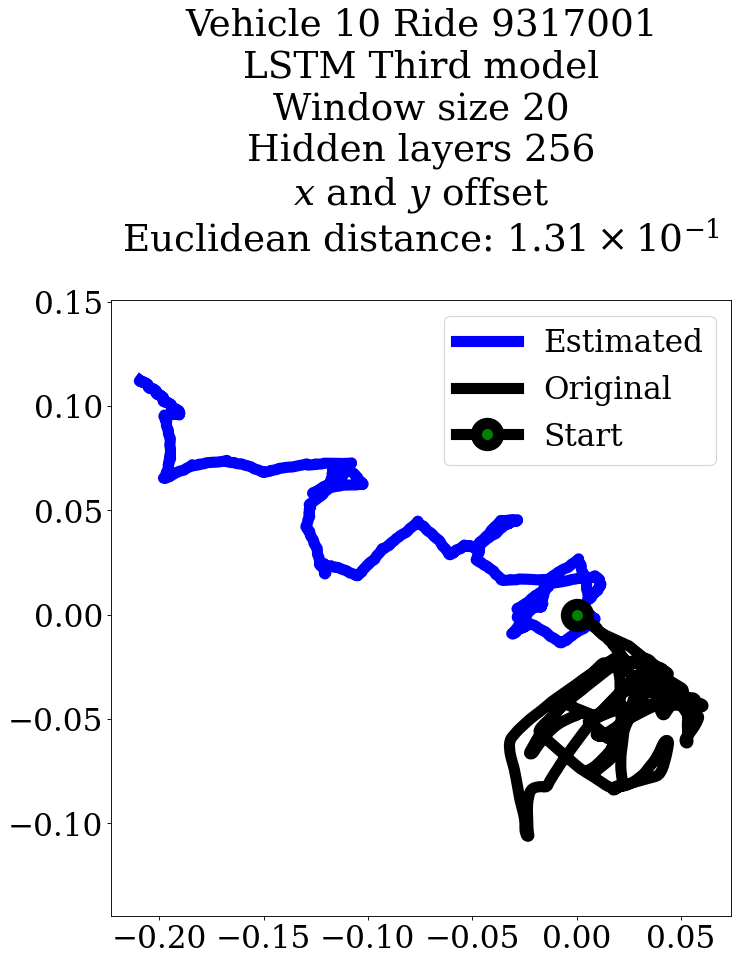 Vehicle 10 Ride 9317001
LSTM Third model
Window size 20
Hidden layers 256
x and y offset
Euclidean distance: 1.31 × 10⁻¹
0.15
0.10
0.05
0.00
−0.05
−0.10
−0.20 −0.15 −0.10 −0.05 0.00 0.05
Estimated
Original
Start